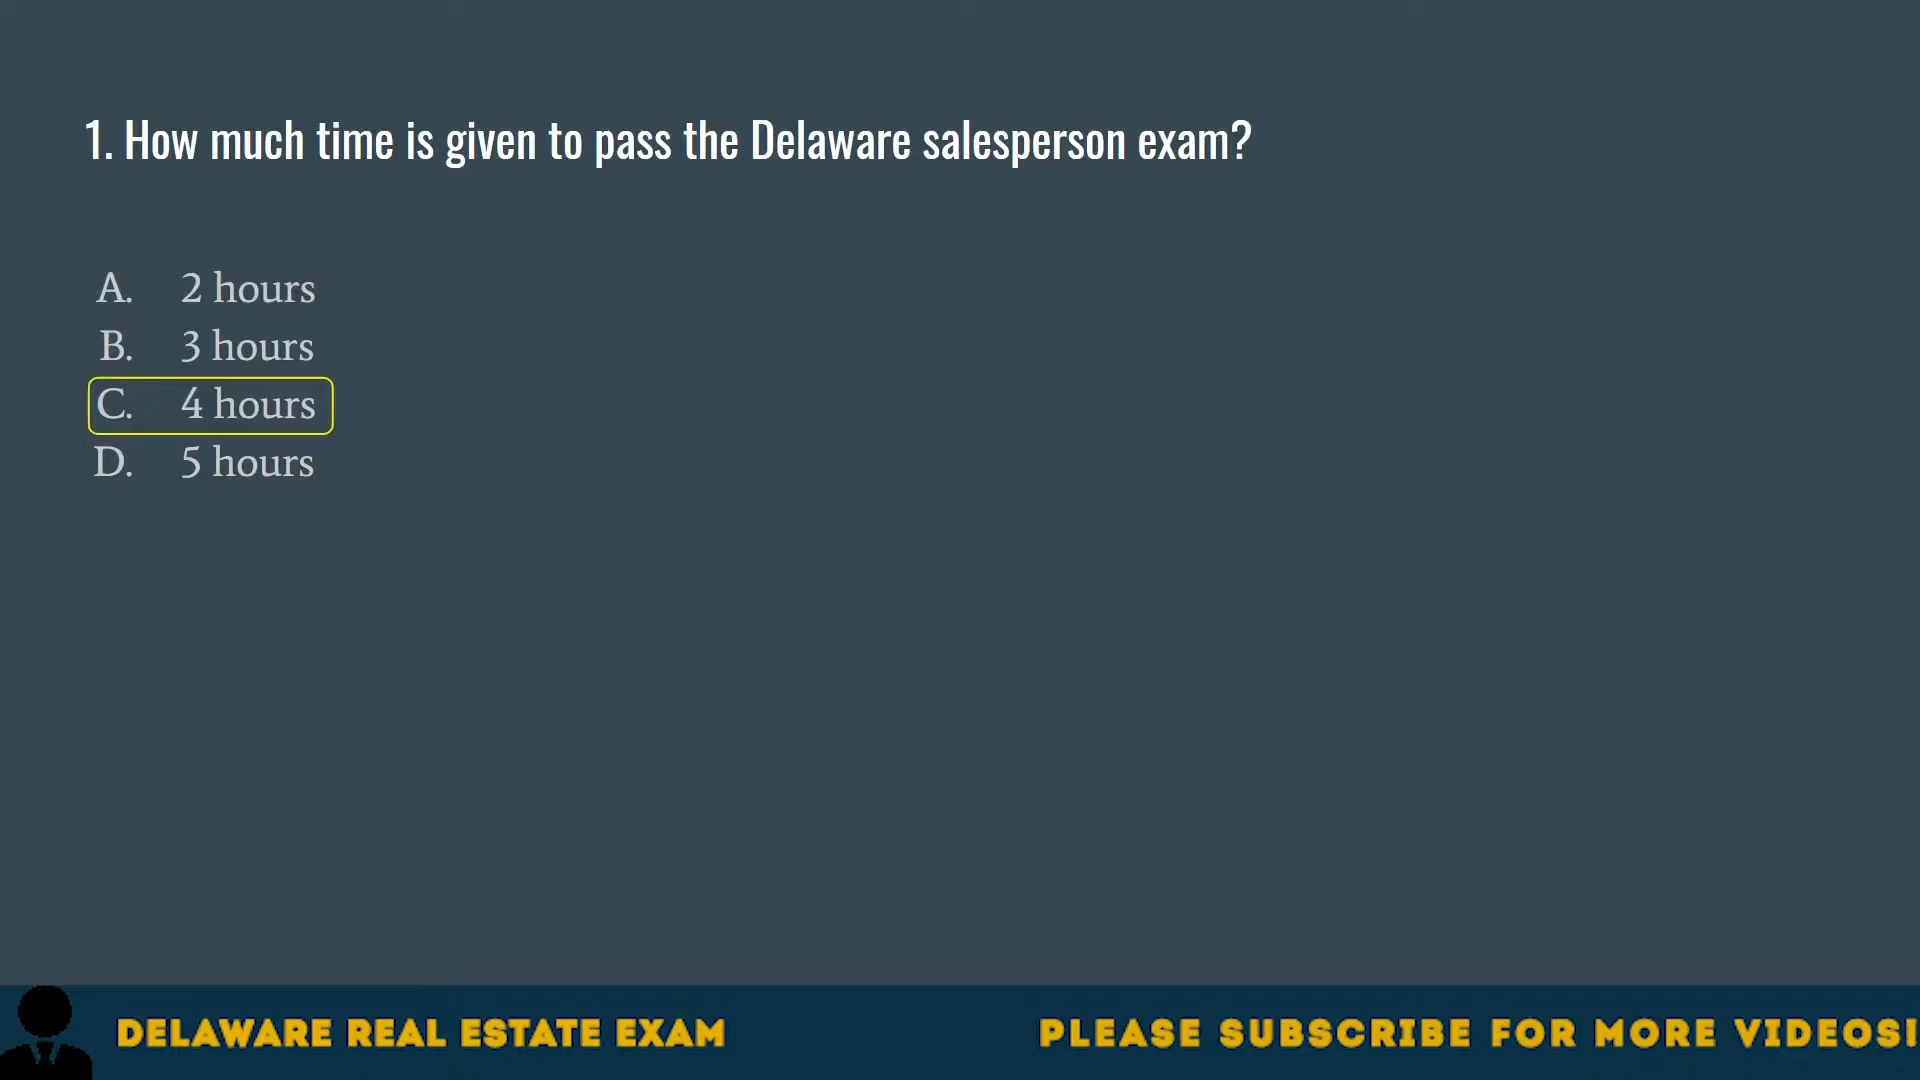 1. How much time is given to pass the Delaware salesperson exam?
A. 2 hours
B. 3 hours
C. 4 hours
D. 5 hours
DELAWARE REAL ESTATE EXAM
PLEASE SUBSCRIBE FOR MORE VIDEOS!